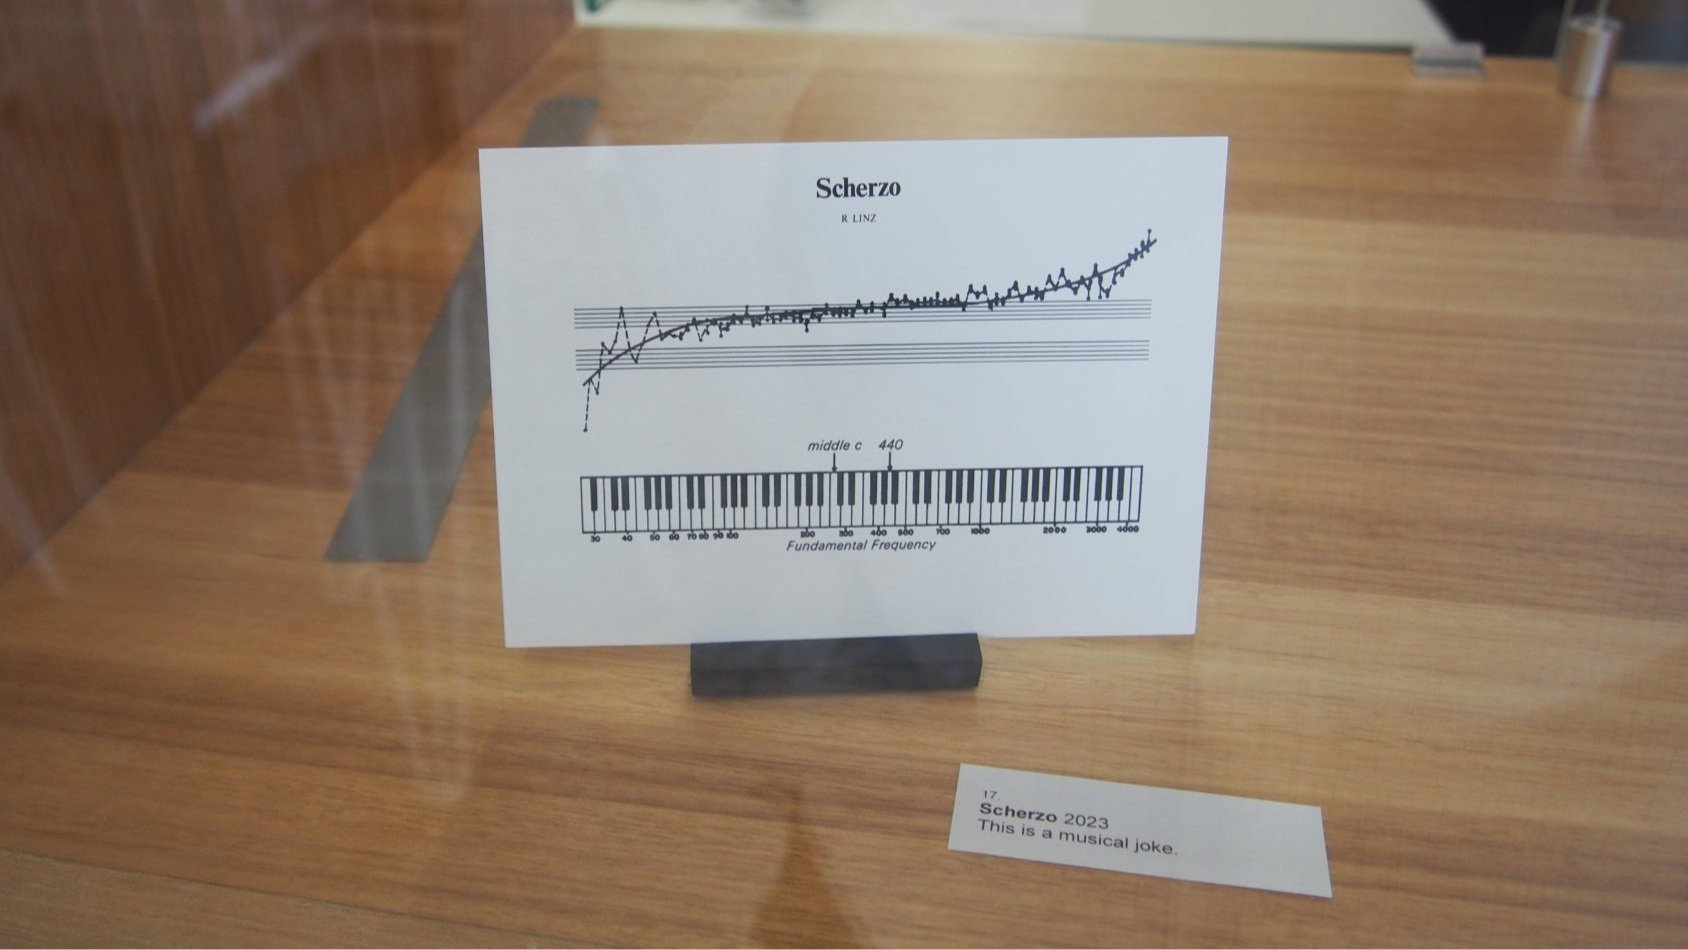 Scherzo
R LINZ
middle c 440
30 40 50 60 70 80 90 100 200 300 400 500 700 1000 2000 3000 4000
Fundamental Frequency
17.
Scherzo 2023
This is a musical joke.